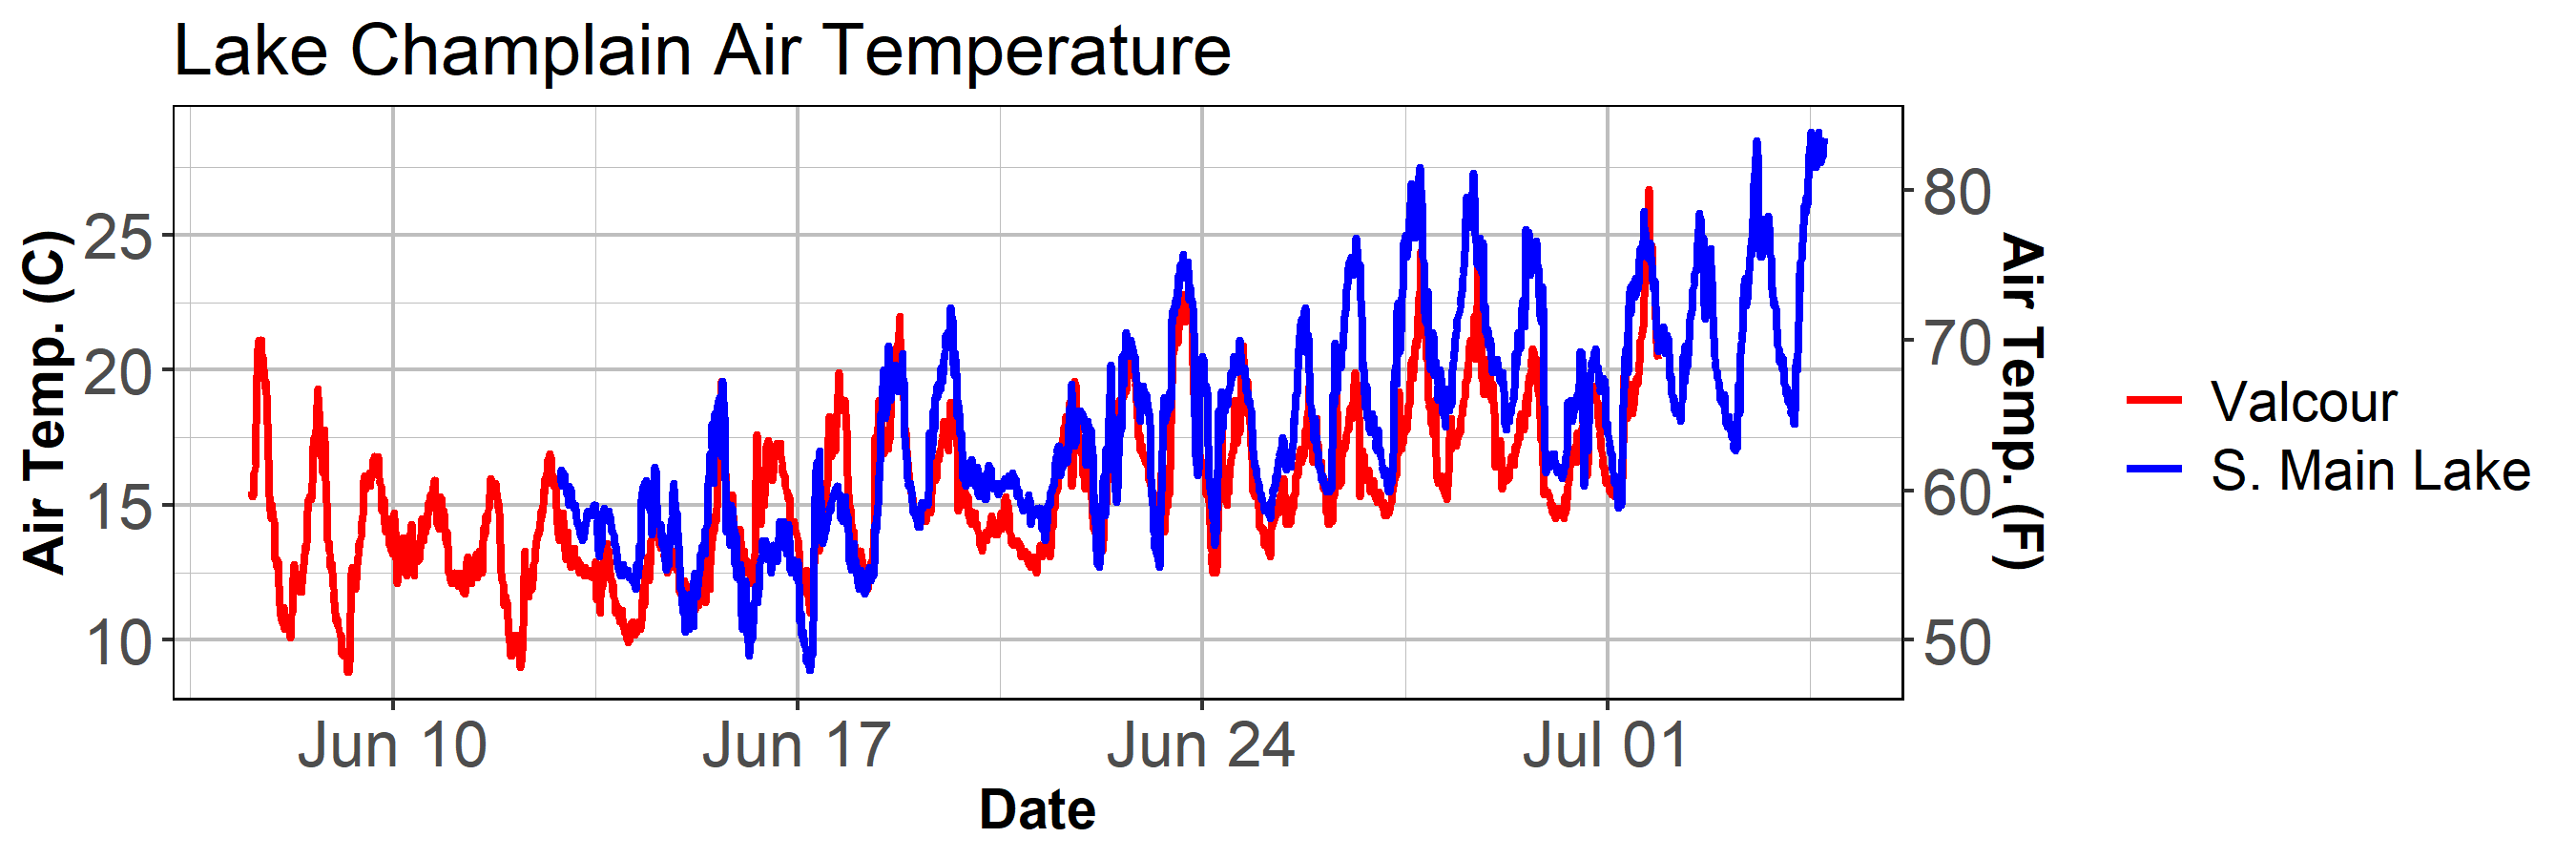 Lake Champlain Air Temperature
Air Temp. (C)
25
20
15
10
80
70
60
50
Air Temp. (F)
Jun 10
Jun 17
Jun 24
Jul 01
Date
Valcour
S. Main Lake